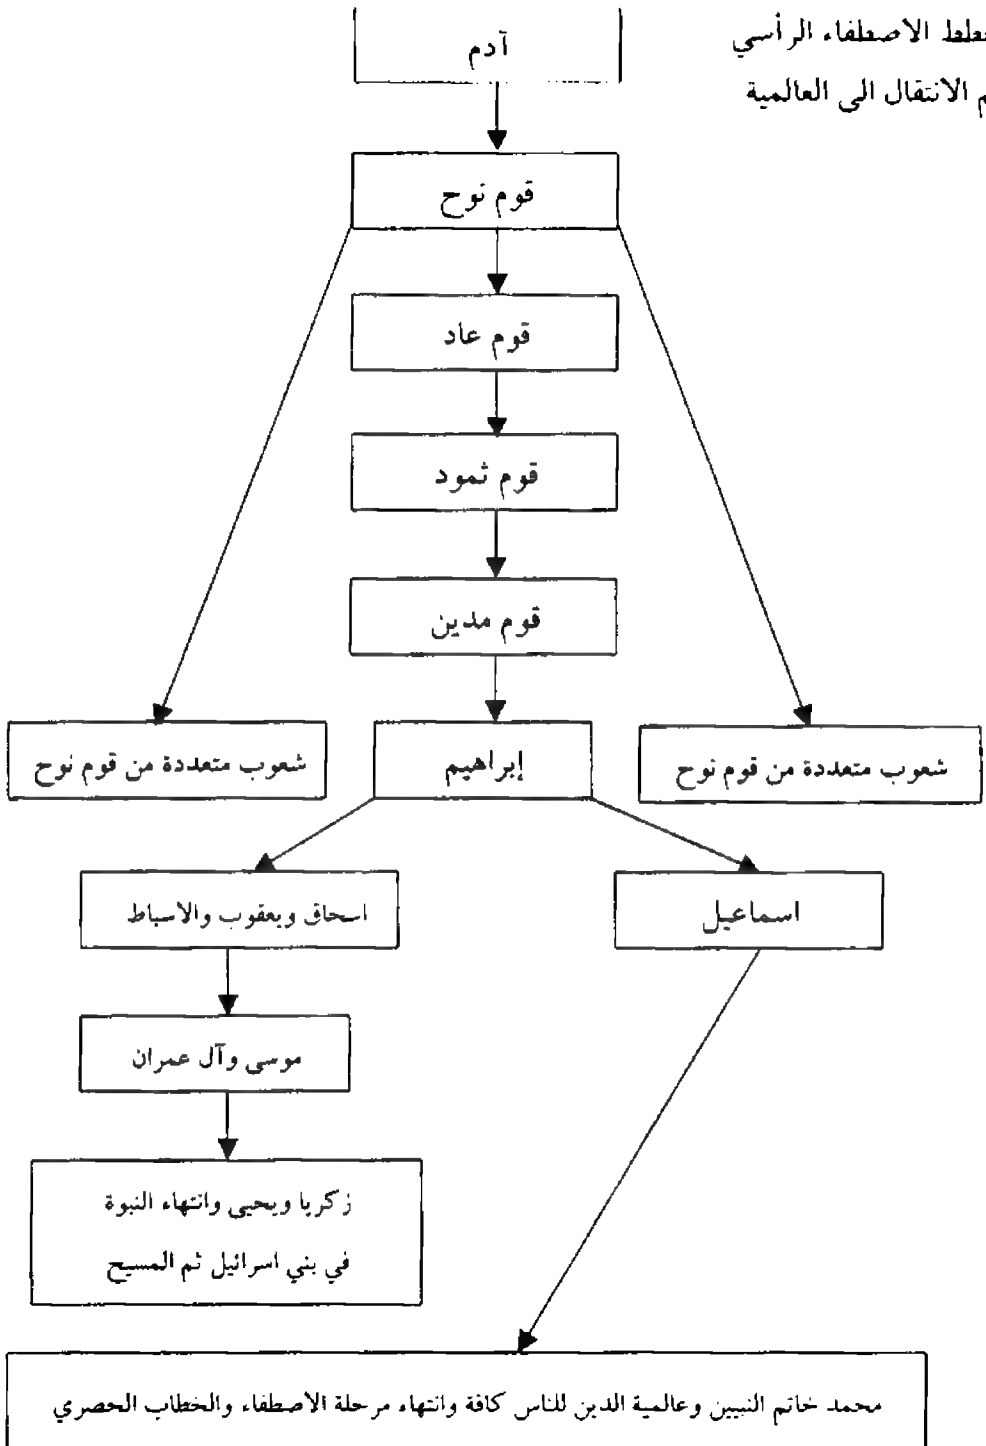 الاصطفاء الرأسي
الانتقال الى العالمية
آدم
قوم نوح
قوم عاد
قوم ثمود
قوم مدين
شعوب متعددة من قوم نوح
إبراهيم
شعوب متعددة من قوم نوح
اسماعيل
اسحاق ويعقوب والاسباط
موسى وآل عمران
زكريا ويحيى وانتهاء النبوة
في بني اسرائيل ثم المسيح
محمد خاتم النبيين وعالمية الدين للناس كافة وانتهاء مرحلة الاصطفاء والخطاب الحصري